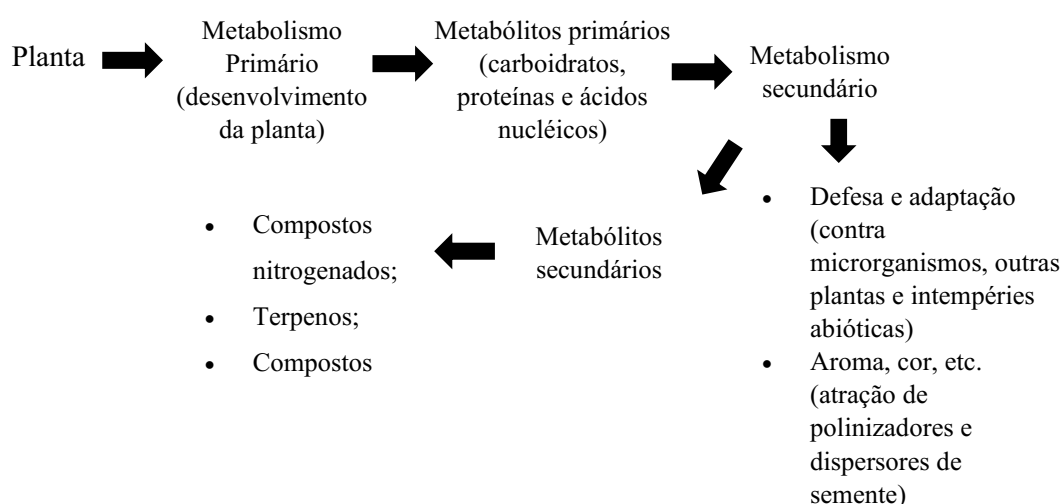 Planta
Metabolismo
Primário
(desenvolvimento
da planta)
Metabólitos primários
(carboidratos,
proteínas e ácidos
nucléicos)
Metabolismo
secundário
• Defesa e adaptação
(contra
microrganismos, outras
plantas e intempéries
abióticas)
• Aroma, cor, etc.
(atração de
polinizadores e
dispersores de
semente)
Metabólitos
secundários
• Compostos
nitrogenados;
• Terpenos;
• Compostos